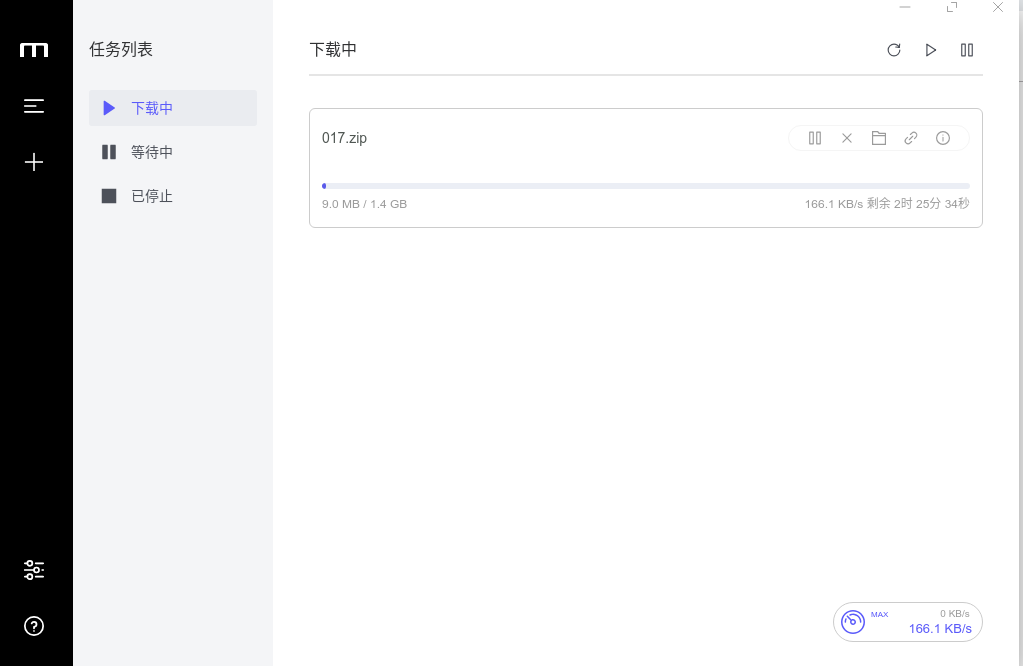 任务列表
下载中
等待中
已停止
下载中
017.zip
9.0 MB / 1.4 GB
166.1 KB/s 剩余 2时 25分 34秒
MAX
0 KB/s
166.1 KB/s